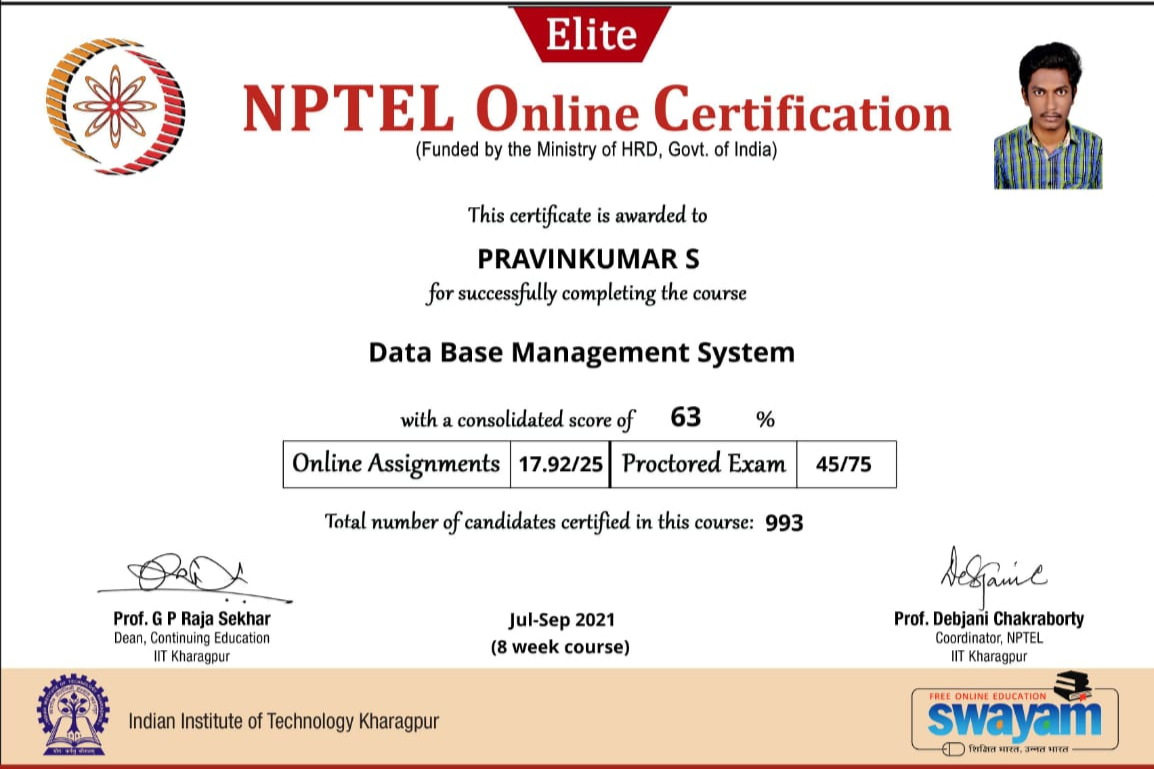 Elite
NPTEL Online Certification
(Funded by the Ministry of HRD, Govt. of India)
This certificate is awarded to
PRAVINKUMAR S
for successfully completing the course
Data Base Management System
with a consolidated score of 63 %
Online Assignments 17.92/25 Proctored Exam 45/75
Total number of candidates certified in this course: 993
Prof. G P Raja Sekhar
Dean, Continuing Education
IIT Kharagpur
Jul-Sep 2021
(8 week course)
Prof. Debjani Chakraborty
Coordinator, NPTEL
IIT Kharagpur
Indian Institute of Technology Kharagpur
FREE ONLINE EDUCATION
swayam
शिक्षित भारत, उन्नत भारत